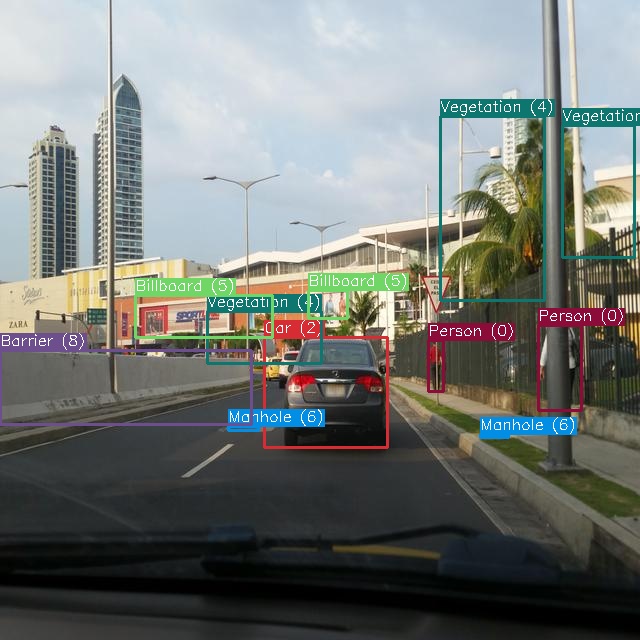 Vegetation (4)
Vegetation
Billboard (5)
Billboard (5)
Vegetation (4)
ZARA
SPORT
Car (2)
Person (0)
Person (0)
Barrier (8)
Manhole (6)
Manhole (6)